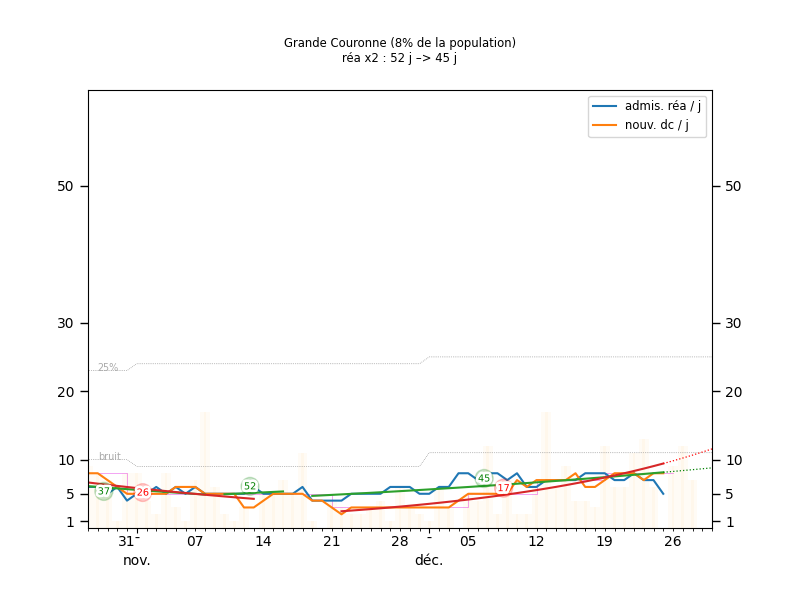 Grande Couronne (8% de la population)
réa x2 : 52 j –> 45 j
admis. réa / j
nouv. dc / j
50 50
30 30
25%
20 20
bruit
10 10
37 26 52 45 17
5 5
1 1
31 07 14 21 28 05 12 19 26
nov. déc.